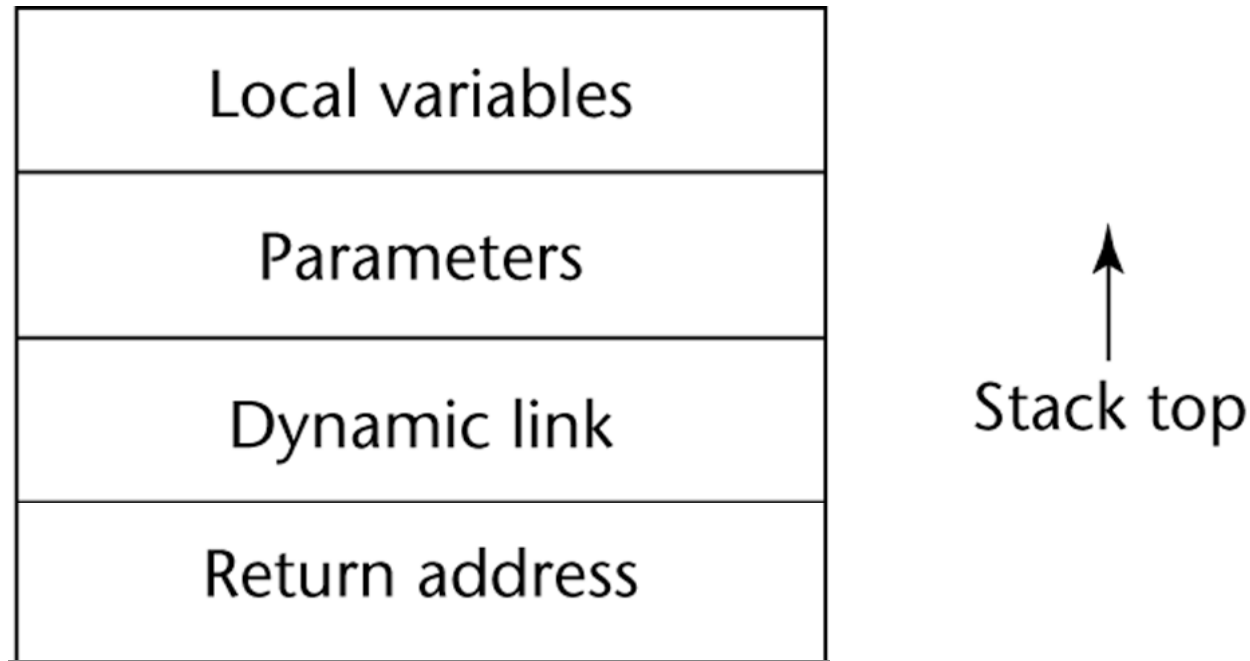 Local variables
Parameters
Dynamic link
Return address
Stack top